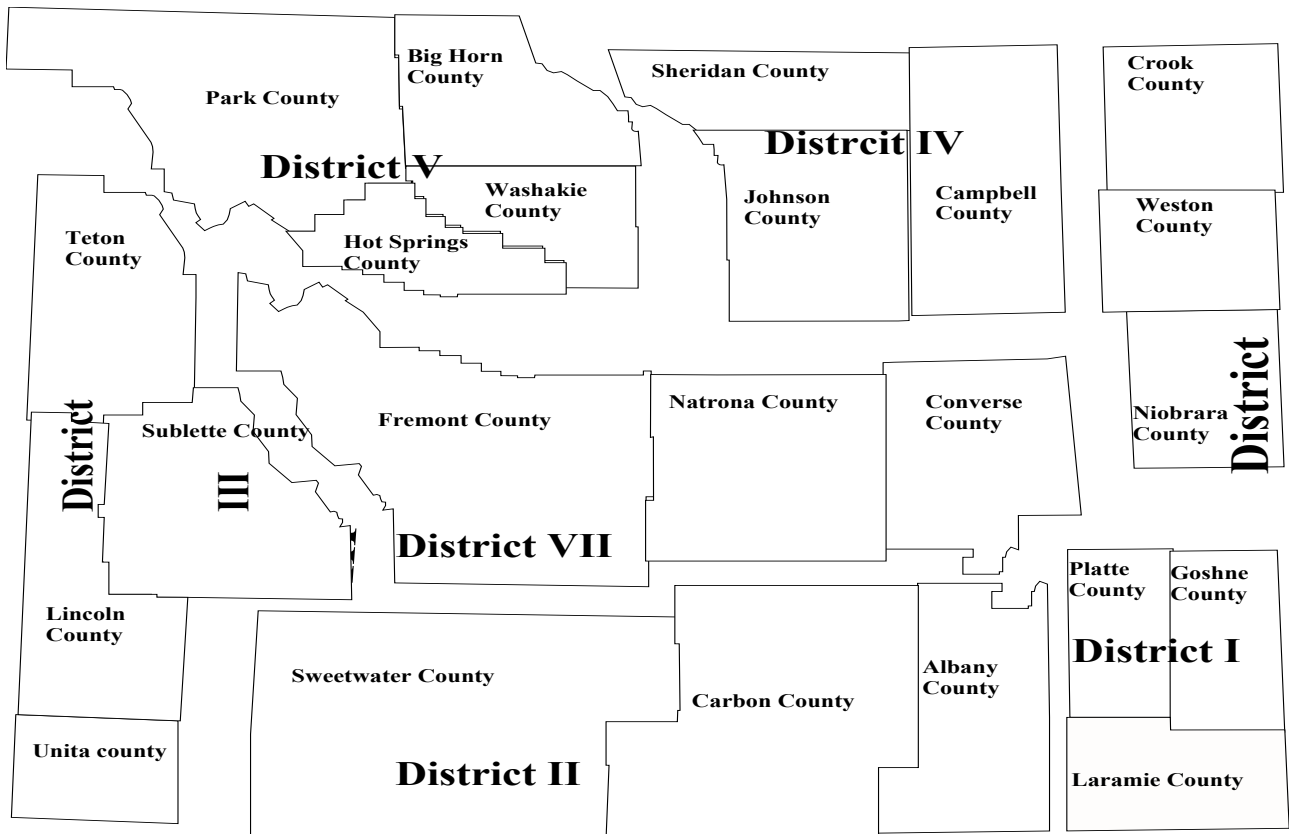 Big Horn
County
Sheridan County
Crook
County
Park County
District V
Distrcit IV
Washakie
County
Johnson
County
Campbell
County
Weston
County
Teton
County
Hot Springs
County
District
III
Sublette County
Fremont County
Natrona County
Converse
County
Niobrara
County
District
District VII
Lincoln
County
Platte
County
Goshne
County
District I
Sweetwater County
Carbon County
Albany
County
Unita county
District II
Laramie County